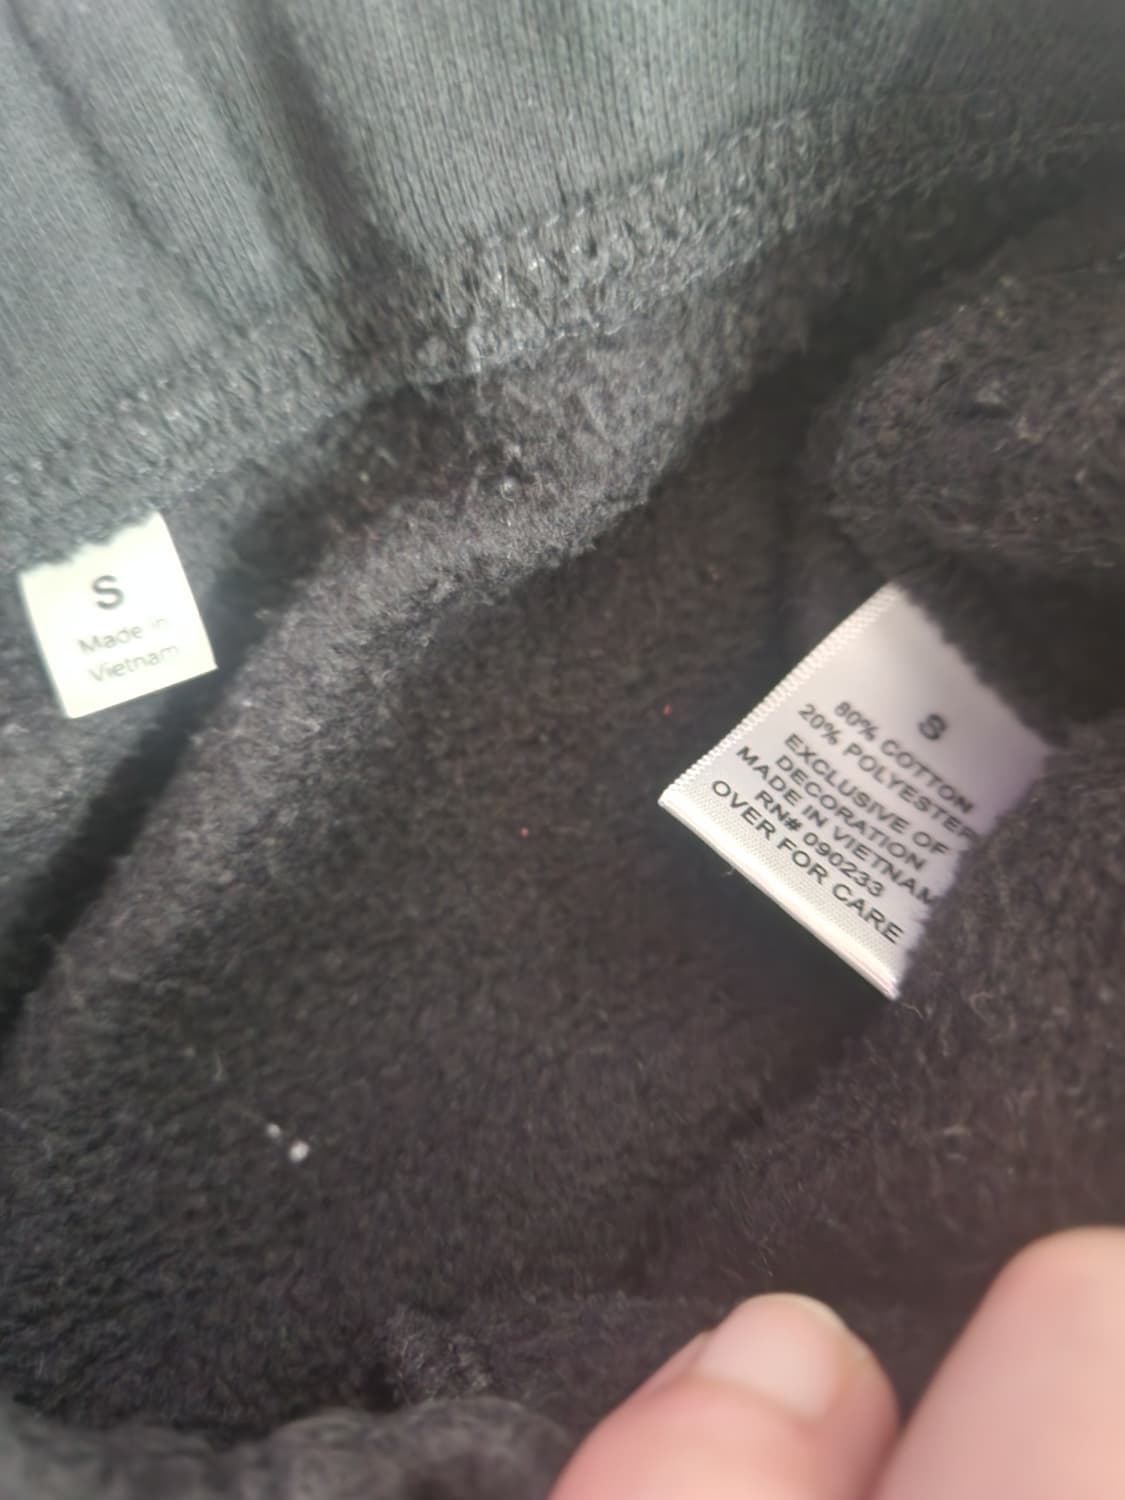 S
Made in
Vietnam
S
80% COTTON
20% POLYESTER
EXCLUSIVE OF
DECORATION
MADE IN VIETNAM
RN# 090233
OVER FOR CARE